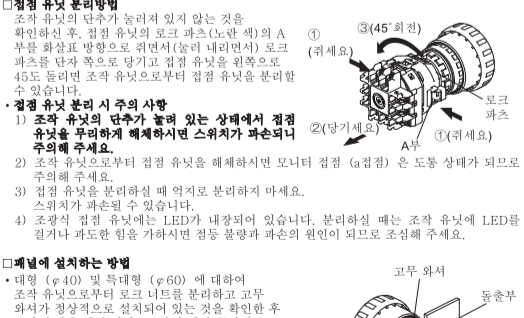 □접점 유닛 분리방법
조작 유닛의 단추가 눌러져 있지 않는 것을
확인하신 후, 접점 유닛의 로크 파츠(노란 색)의 A
부를 화살표 방향으로 쥐면서(눌러 내리면서) 로크
파츠를 단자 쪽으로 당기고 접점 유닛을 왼쪽으로
45도 돌리면 조작 유닛으로부터 접점 유닛을 분리할
수 있습니다.
①
(쥐세요)
③(45°회전)
②(당기세요)
A부
①(쥐세요)
로크
파츠
• 접점 유닛 분리 시 주의 사항
1) 조작 유닛의 단추가 눌려 있는 상태에서 접점
유닛을 무리하게 해체하시면 스위치가 파손되니
주의해 주세요.
2) 조작 유닛으로부터 접점 유닛을 해체하시면 모니터 접점 (a접점) 은 도통 상태가 되므로
주의해 주세요.
3) 접점 유닛을 분리하실 때 억지로 분리하지 마세요.
스위치가 파손될 수 있습니다.
4) 조광식 접점 유닛에는 LED가 내장되어 있습니다. 분리하실 때는 조작 유닛에 LED를
걸거나 과도한 힘을 가하시면 점등 불량과 파손의 원인이 되므로 조심해 주세요.
□패널에 설치하는 방법
• 대형 (φ40) 및 특대형 (φ60) 에 대하여
조작 유닛으로부터 로크 너트를 분리하고 고무
와셔가 정상적으로 설치되어 있는 것을 확인한 후
고무 와셔
돌출부